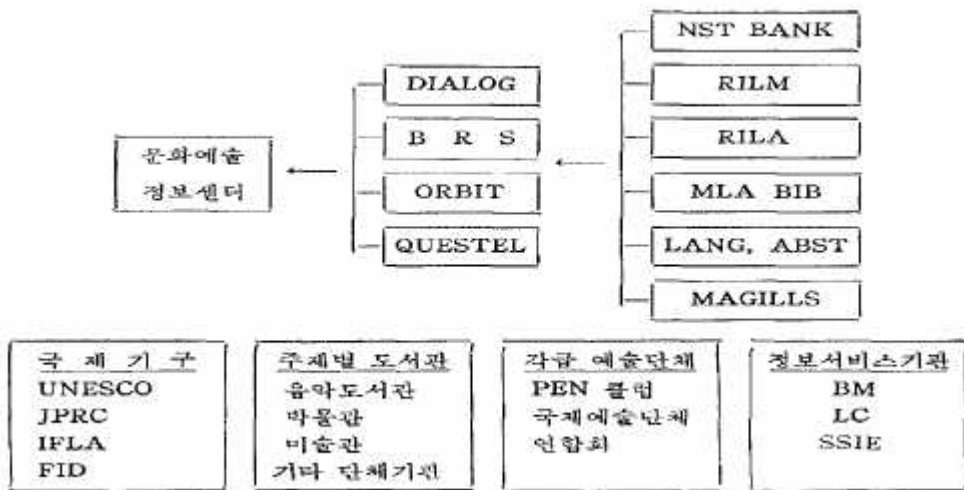 NST BANK
DIALOG
RILM
B R S
RILA
문화예술
정보센터
ORBIT
MLA BIB
QUESTEL
LANG, ABST
MAGILLS
국 제 기 구
UNESCO
JPRC
IFLA
FID
주제별 도서관
음악도서관
박물관
미술관
기타 단체기관
각급 예술단체
PEN 클럽
국제예술단체
연합회
정보서비스기관
BM
LC
SSIE